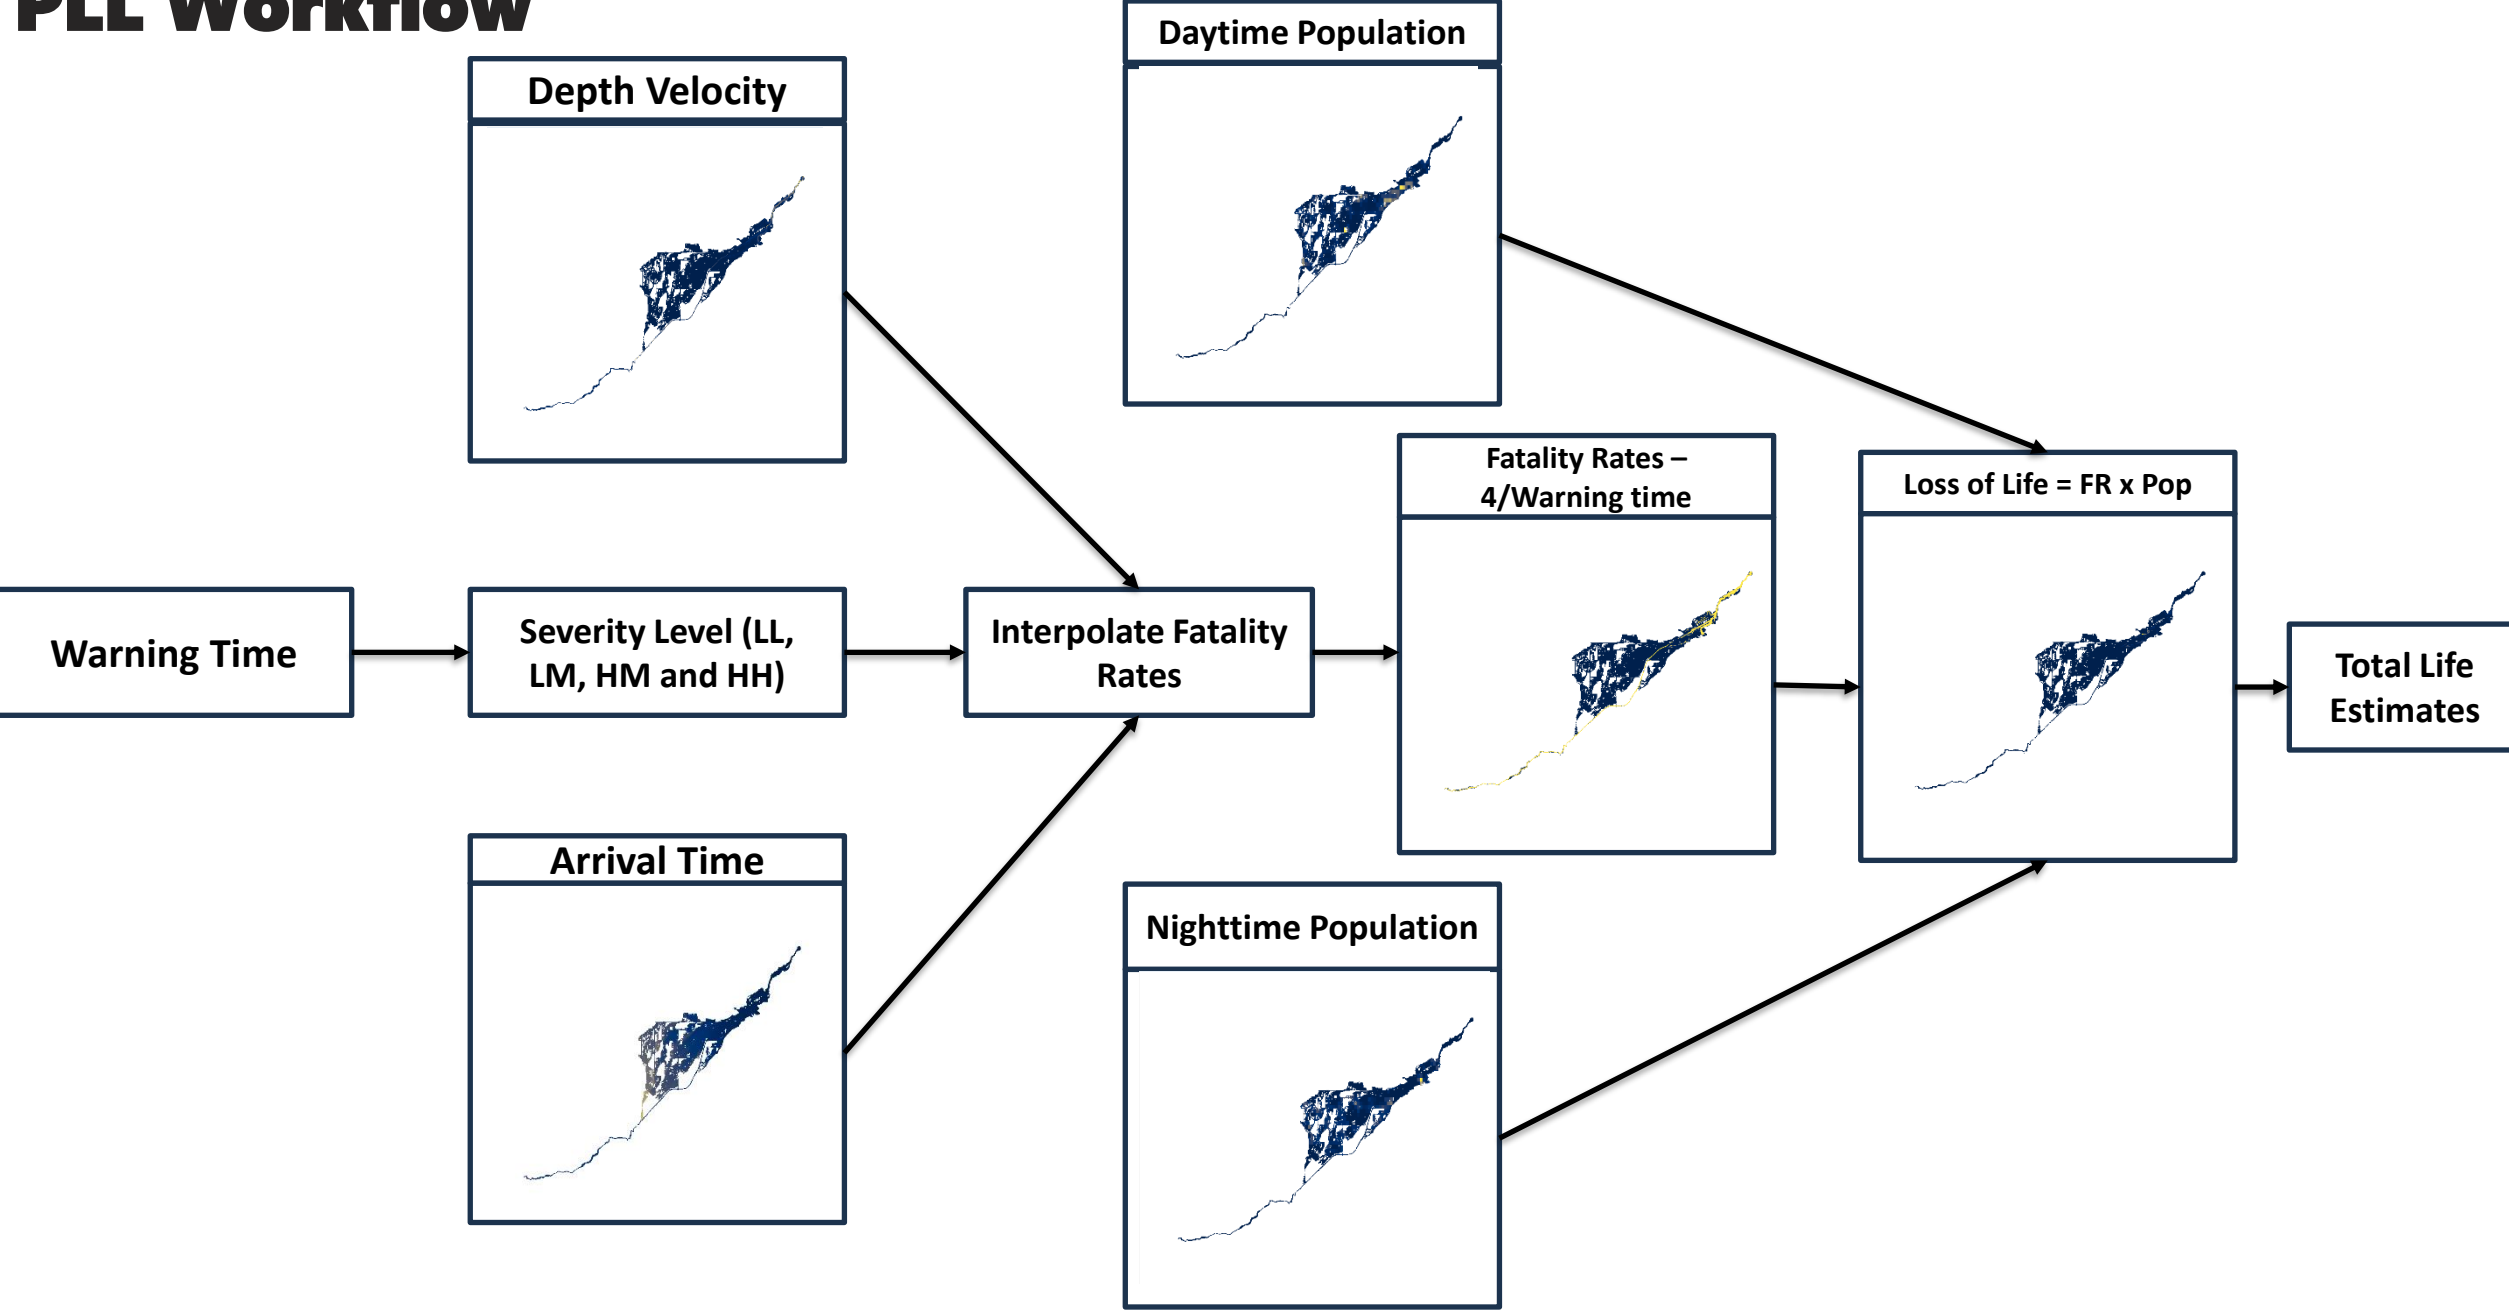 PLL Workflow
Daytime Population
Depth Velocity
Fatality Rates –
4/Warning time
Loss of Life = FR x Pop
Warning Time
Severity Level (LL,
LM, HM and HH)
Interpolate Fatality
Rates
Total Life
Estimates
Arrival Time
Nighttime Population